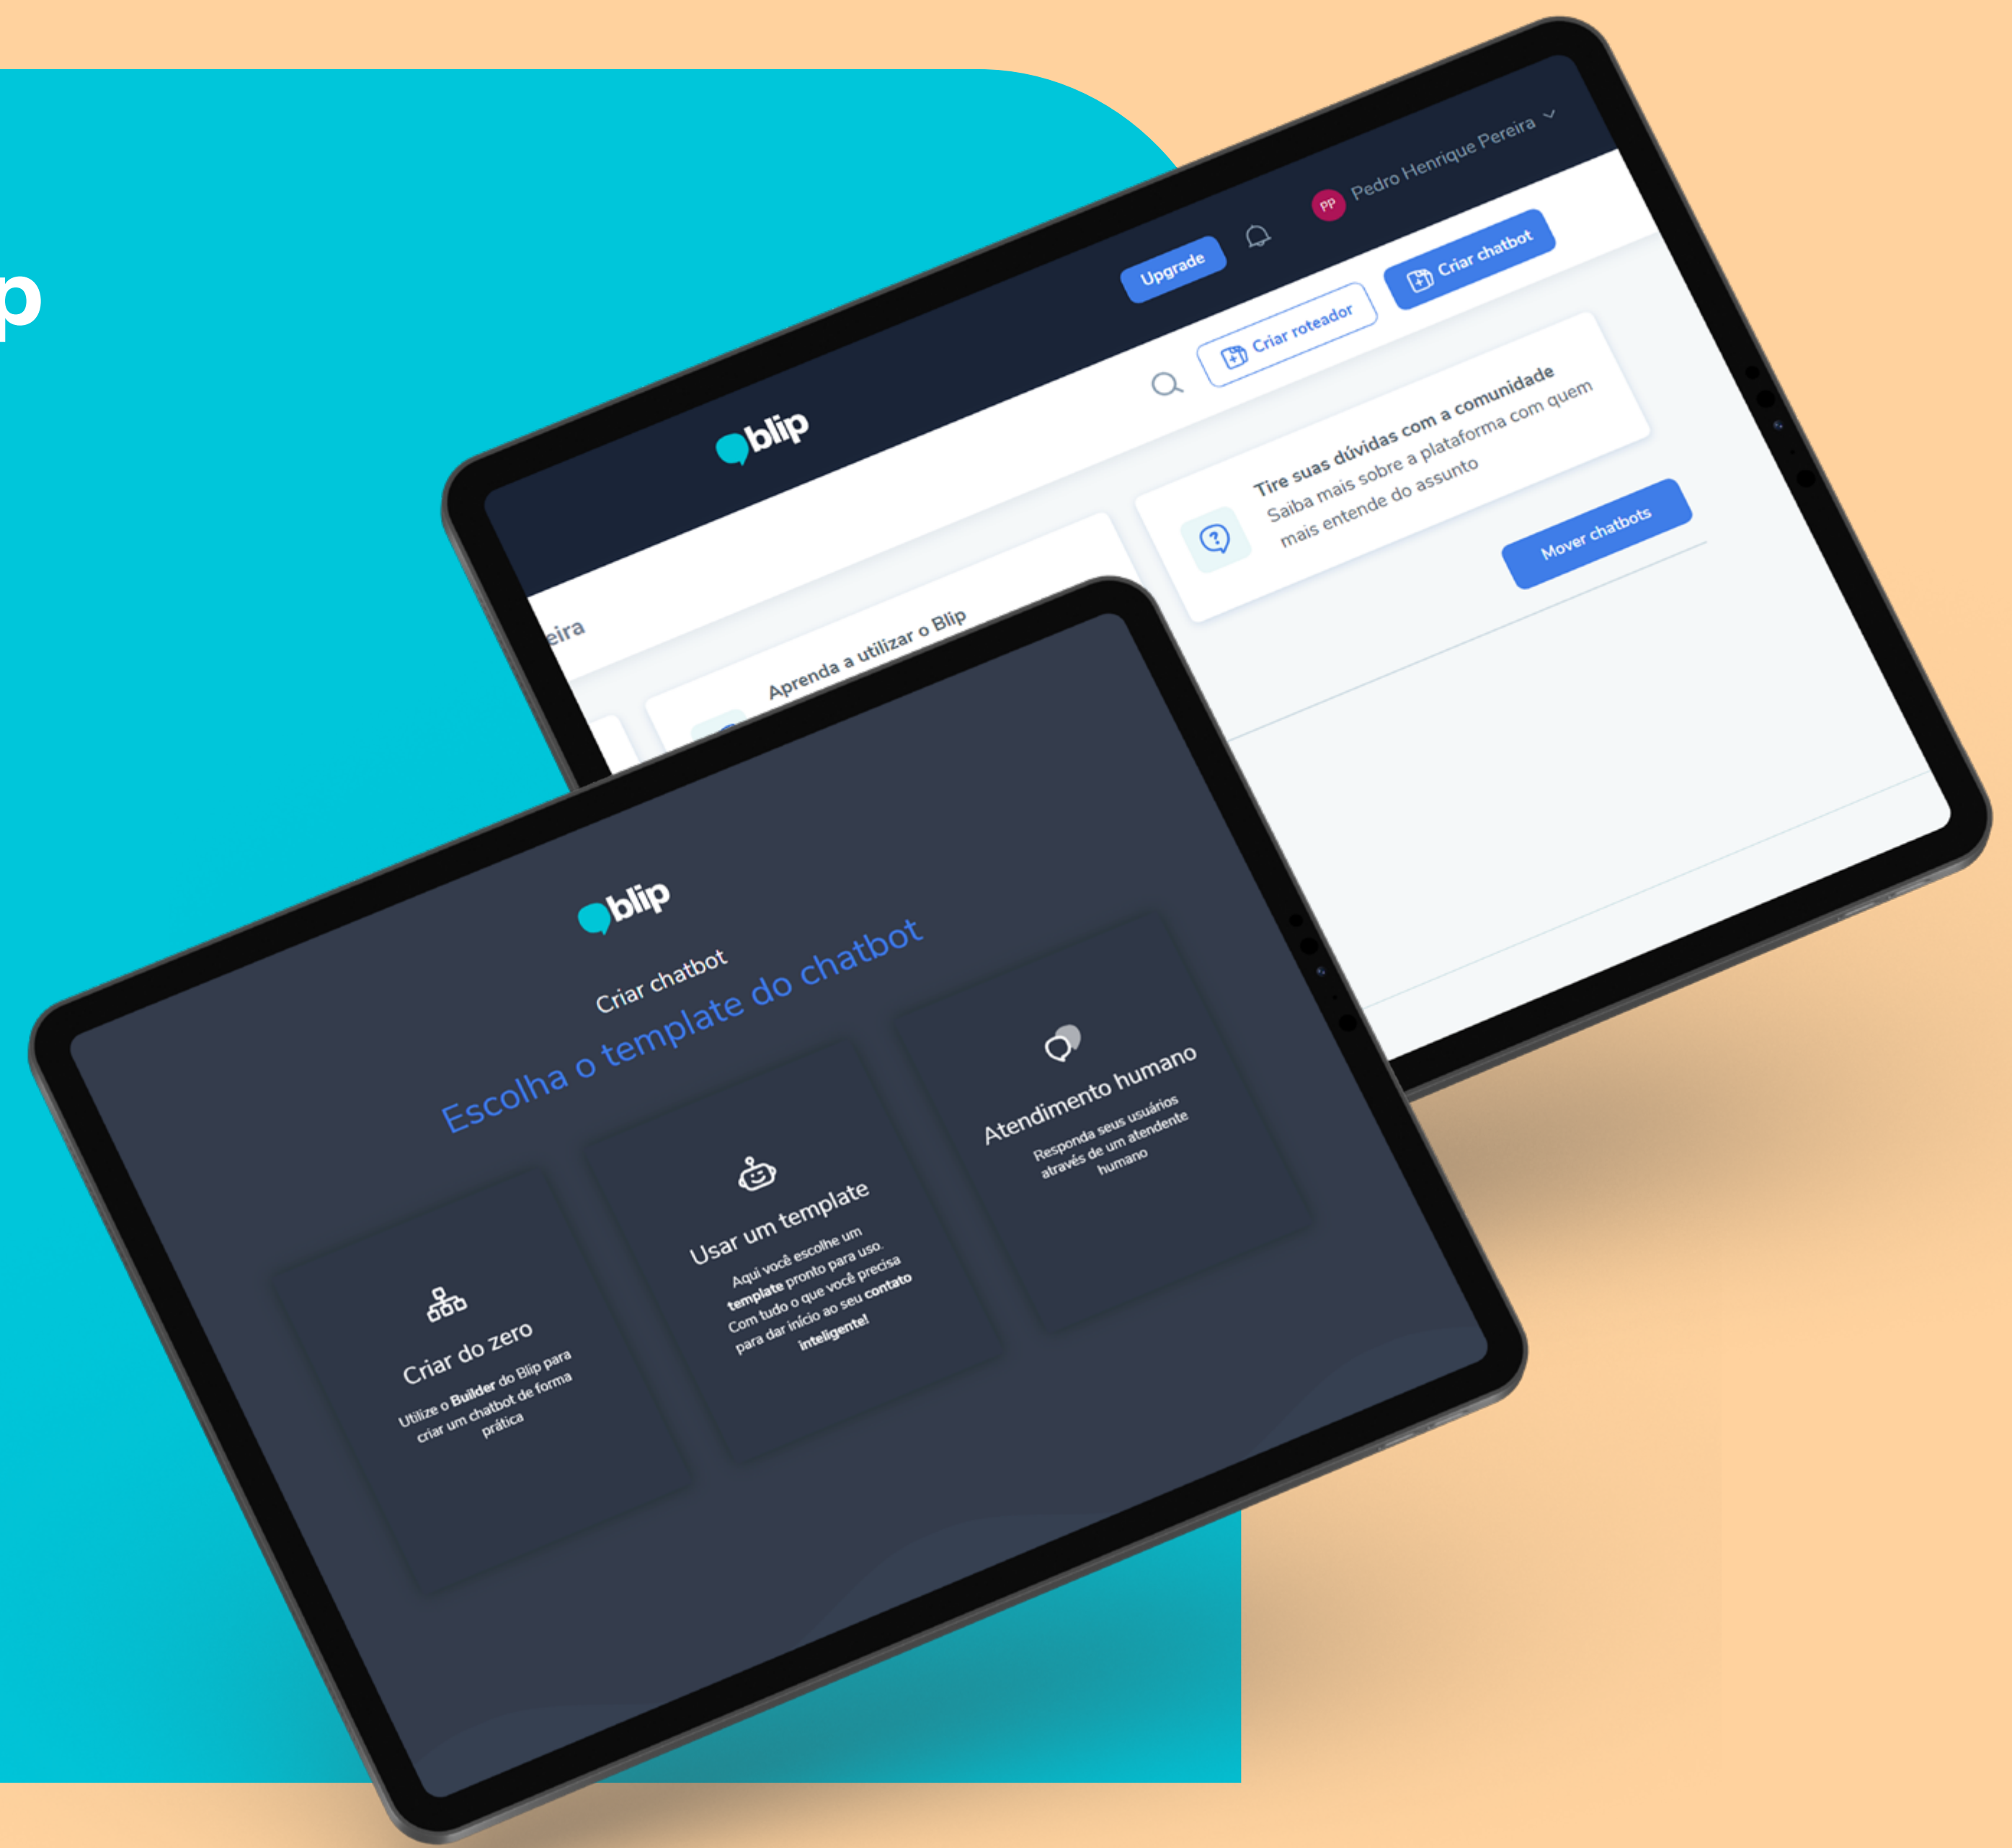 p
blip
Upgrade
PP
Pedro Henrique Pereira
eira
Criar roteador
Criar chatbot
Aprenda a utilizar o Blip
Tire suas dúvidas com a comunidade
Saiba mais sobre a plataforma com quem
mais entende do assunto
Mover chatbots
blip
Criar chatbot
Escolha o template do chatbot
Criar do zero
Utilize o Builder do Blip para
criar um chatbot de forma
prática
Usar um template
Aqui você escolhe um
template pronto para uso.
Com tudo o que você precisa
para dar início ao seu contato
inteligente!
Atendimento humano
Responda seus usuários
através de um atendente
humano